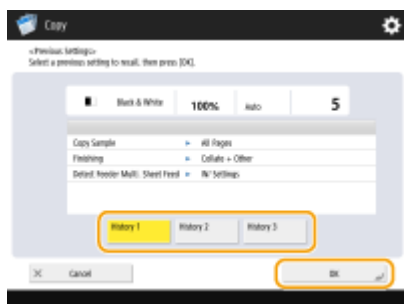 Copy
<Previous Settings>
Select a previous setting to recall, then press [OK].
Black & White 100% Auto 5
Copy Sample ► All Pages
Finishing ► Collate + Other
Detect Feeder Multi. Sheet Feed ► W/ Settings
History 1 History 2 History 3
× Cancel OK